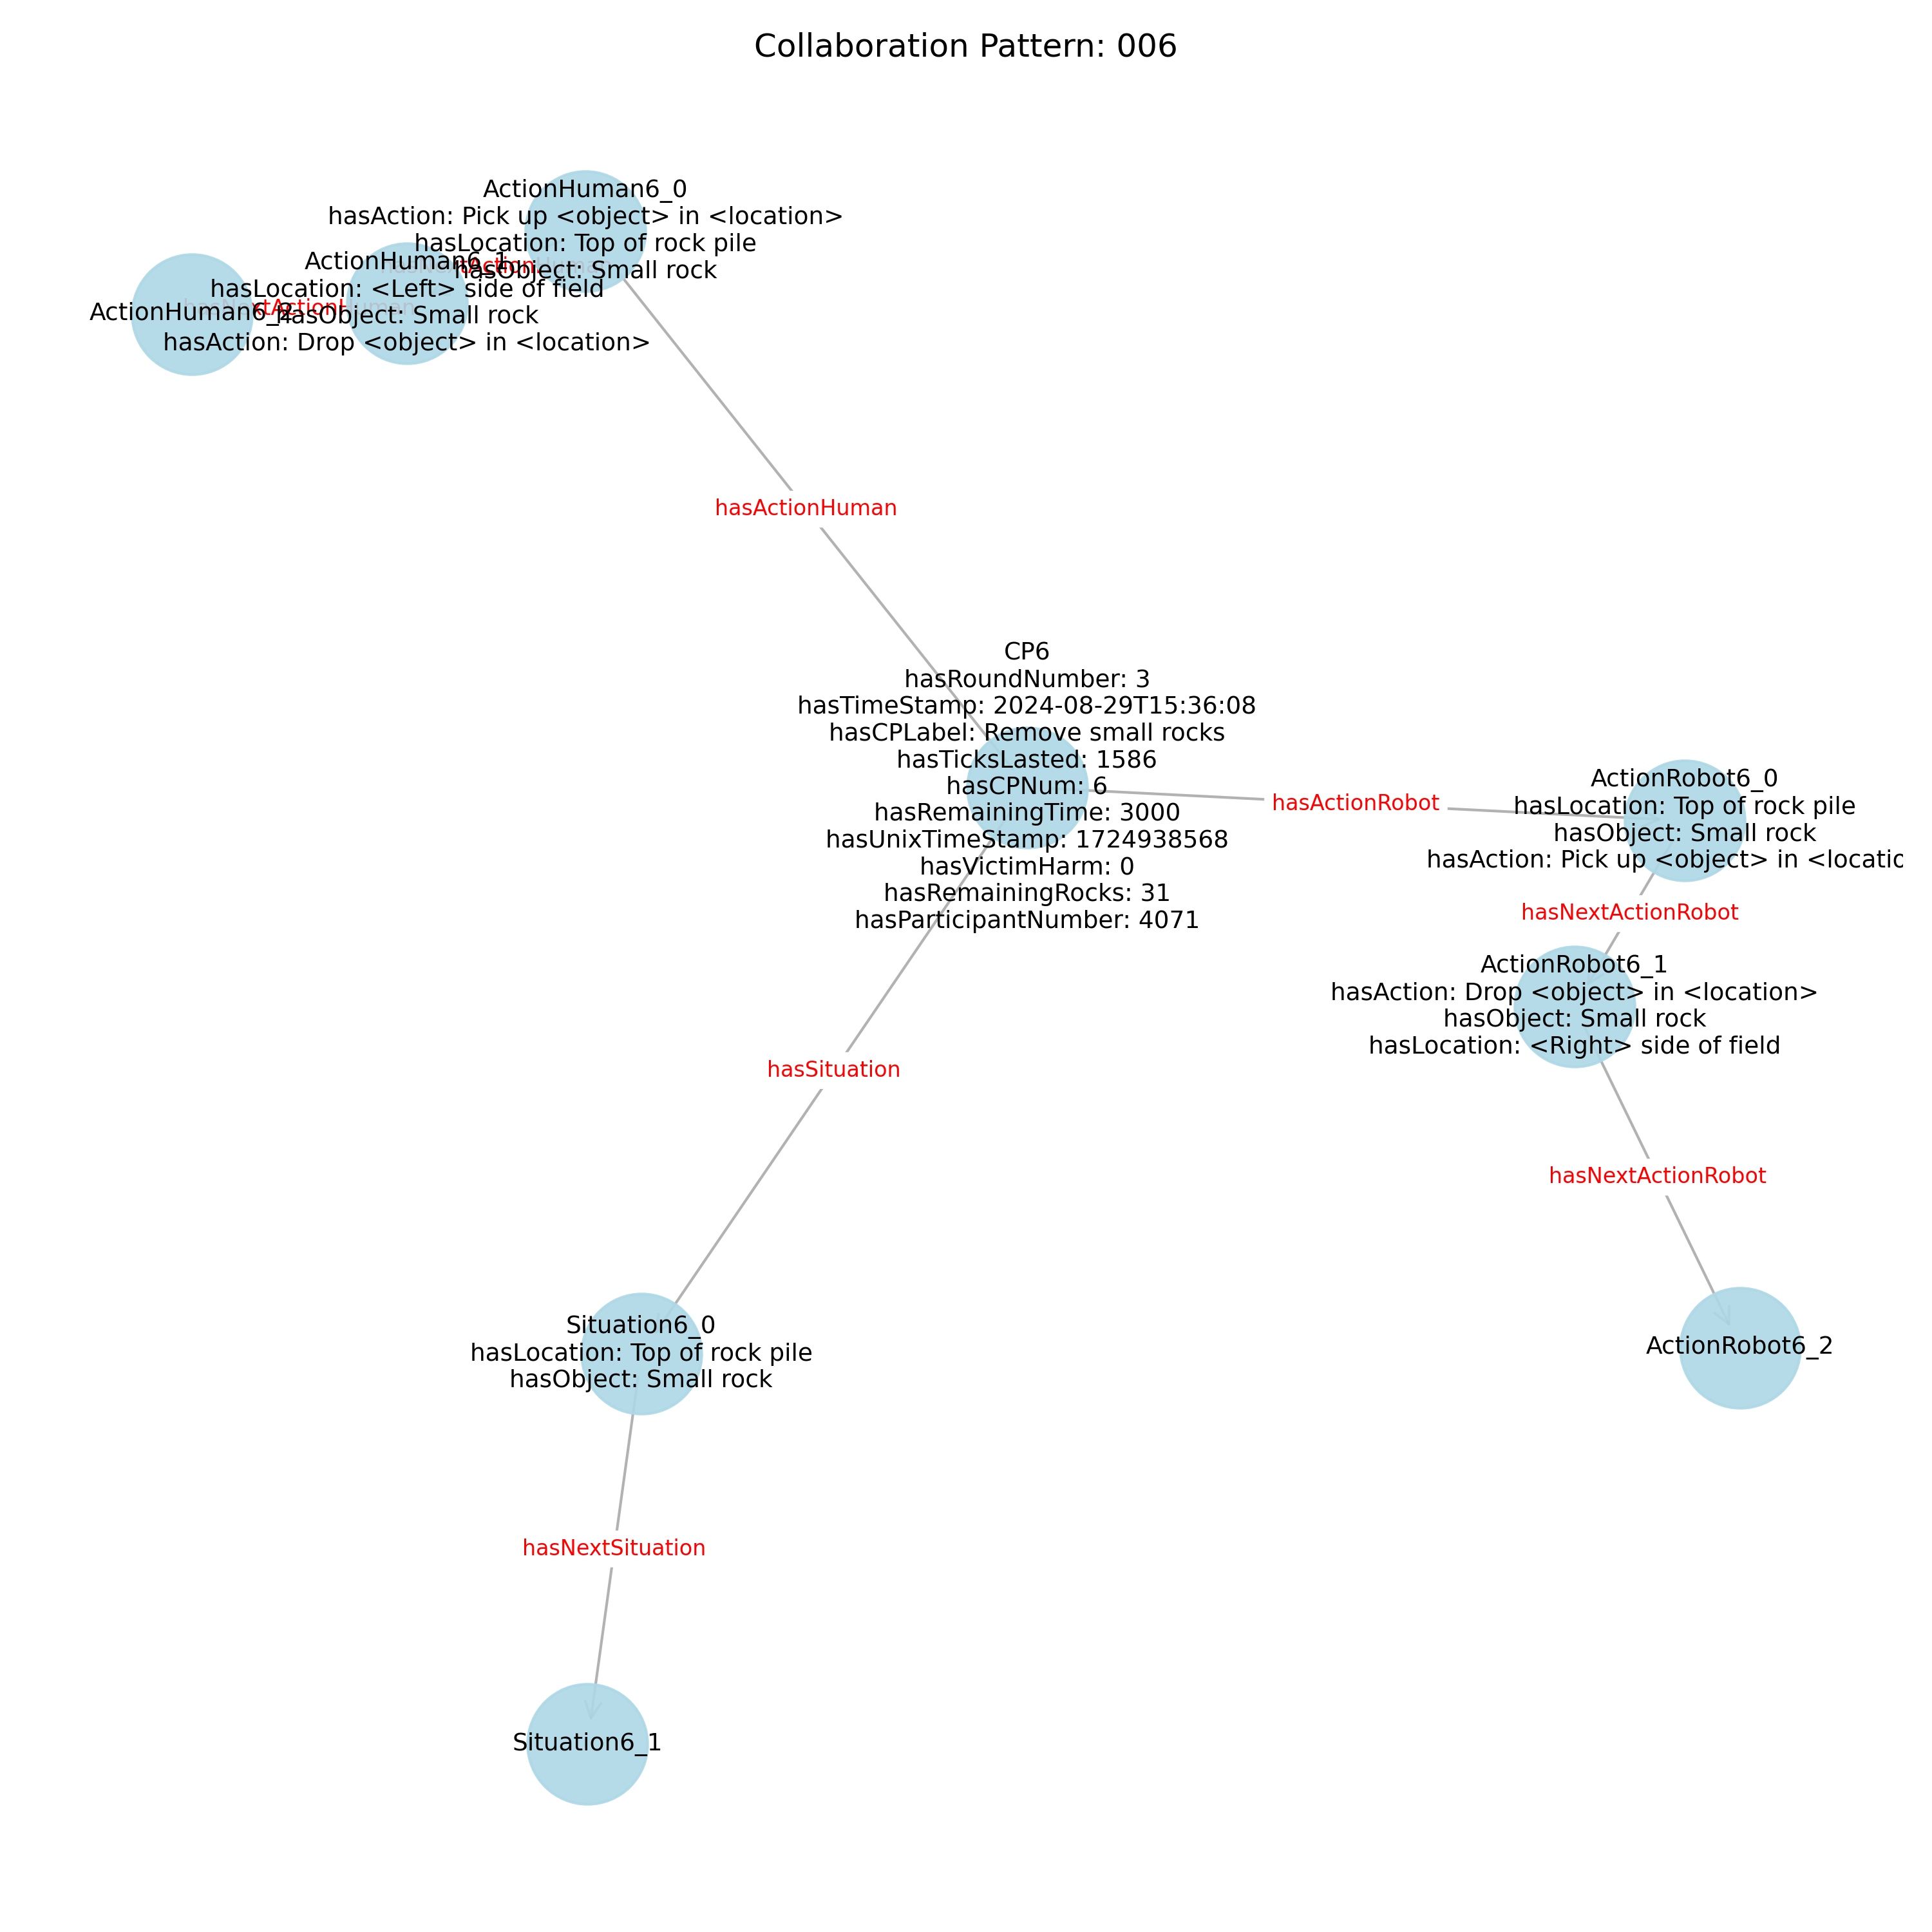 Collaboration Pattern: 006
ActionHuman6_0
hasAction: Pick up <object> in <location>
hasLocation: Top of rock pile
hasObject: Small rock
hasNextActionHuman
ActionHuman6_1
hasLocation: <Left> side of field
hasObject: Small rock
hasAction: Drop <object> in <location>
hasNextActionHuman
ActionHuman6_2
hasActionHuman
CP6
hasRoundNumber: 3
hasTimeStamp: 2024-08-29T15:36:08
hasCPLabel: Remove small rocks
hasTicksLasted: 1586
hasCPNum: 6
hasRemainingTime: 3000
hasUnixTimeStamp: 1724938568
hasVictimHarm: 0
hasRemainingRocks: 31
hasParticipantNumber: 4071
hasActionRobot
ActionRobot6_0
hasLocation: Top of rock pile
hasObject: Small rock
hasAction: Pick up <object> in <locatio
hasNextActionRobot
ActionRobot6_1
hasAction: Drop <object> in <location>
hasObject: Small rock
hasLocation: <Right> side of field
hasNextActionRobot
ActionRobot6_2
hasSituation
Situation6_0
hasLocation: Top of rock pile
hasObject: Small rock
hasNextSituation
Situation6_1